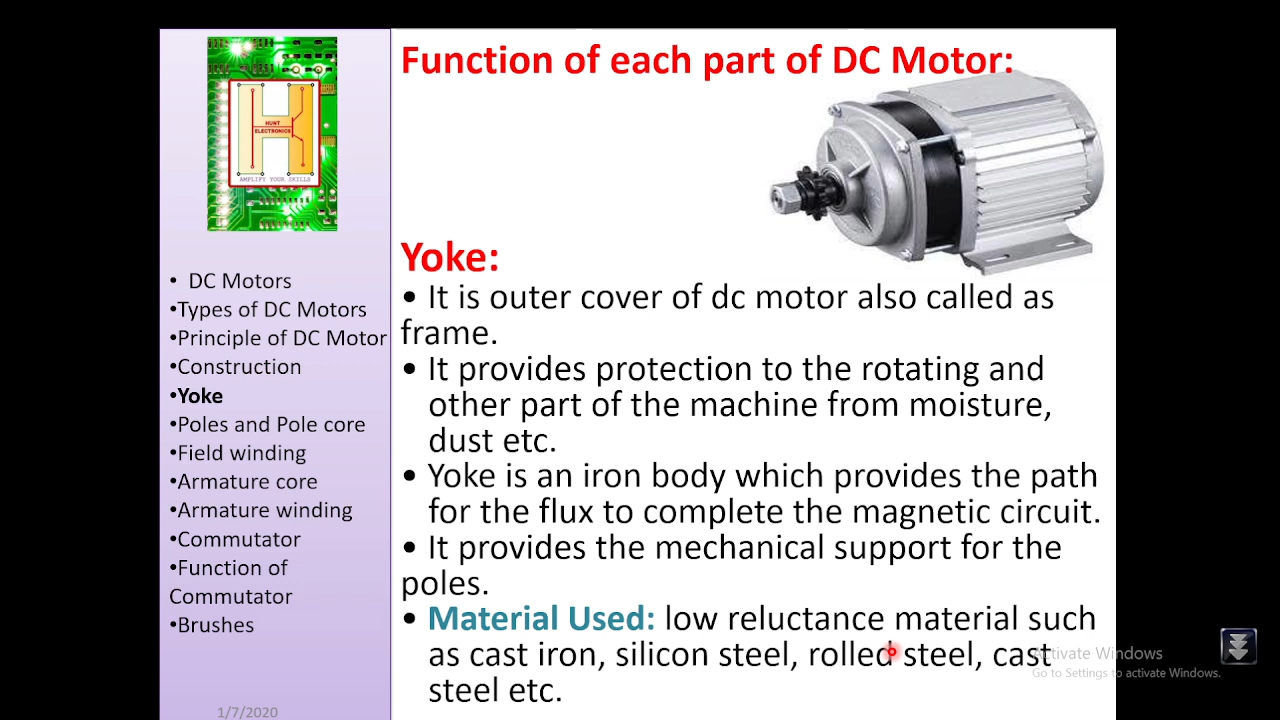 HUNT
ELECTRONICS
AMPLIFY YOUR SKILLS
• DC Motors
•Types of DC Motors
•Principle of DC Motor
•Construction
•Yoke
•Poles and Pole core
•Field winding
•Armature core
•Armature winding
•Commutator
•Function of
Commutator
•Brushes
1/7/2020
Function of each part of DC Motor:
Yoke:
• It is outer cover of dc motor also called as
frame.
• It provides protection to the rotating and
other part of the machine from moisture,
dust etc.
• Yoke is an iron body which provides the path
for the flux to complete the magnetic circuit.
• It provides the mechanical support for the
poles.
• Material Used: low reluctance material such
as cast iron, silicon steel, rolled steel, cast
steel etc.
Activate Windows
Go to Settings to activate Windows.